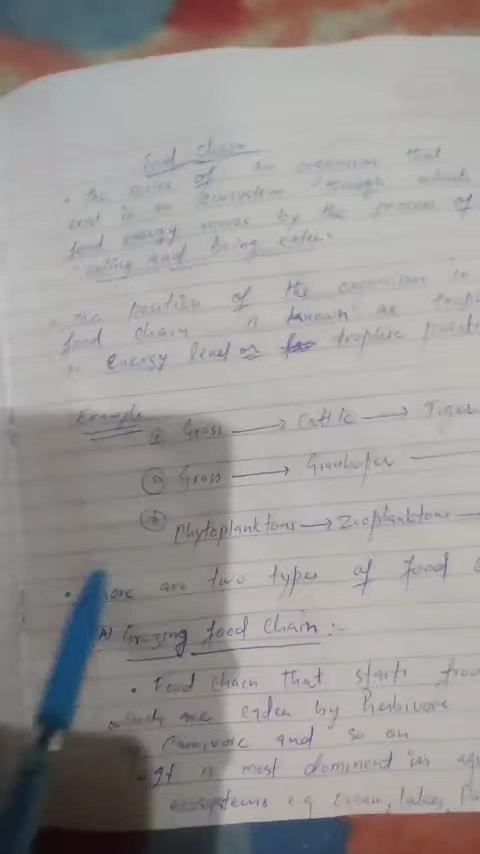 Food chain
• The series of an organism that
exist in an ecosystem through which
food energy moves by the process of
"eating and being eaten"
• The position of the organism in
food chain is known as
or energy level or trophic
Example
① Grass → Cattle → Tiger
② Grass → Grasshoper
③ Phytoplanktons → Zooplanktons →
are two types of food
(A) Grazing food chain :-
• Food chain that starts from
which are eaten by Herbivore
Carnivore and so on
It is most dominent in
ecosystems e.g Ocean, lakes,